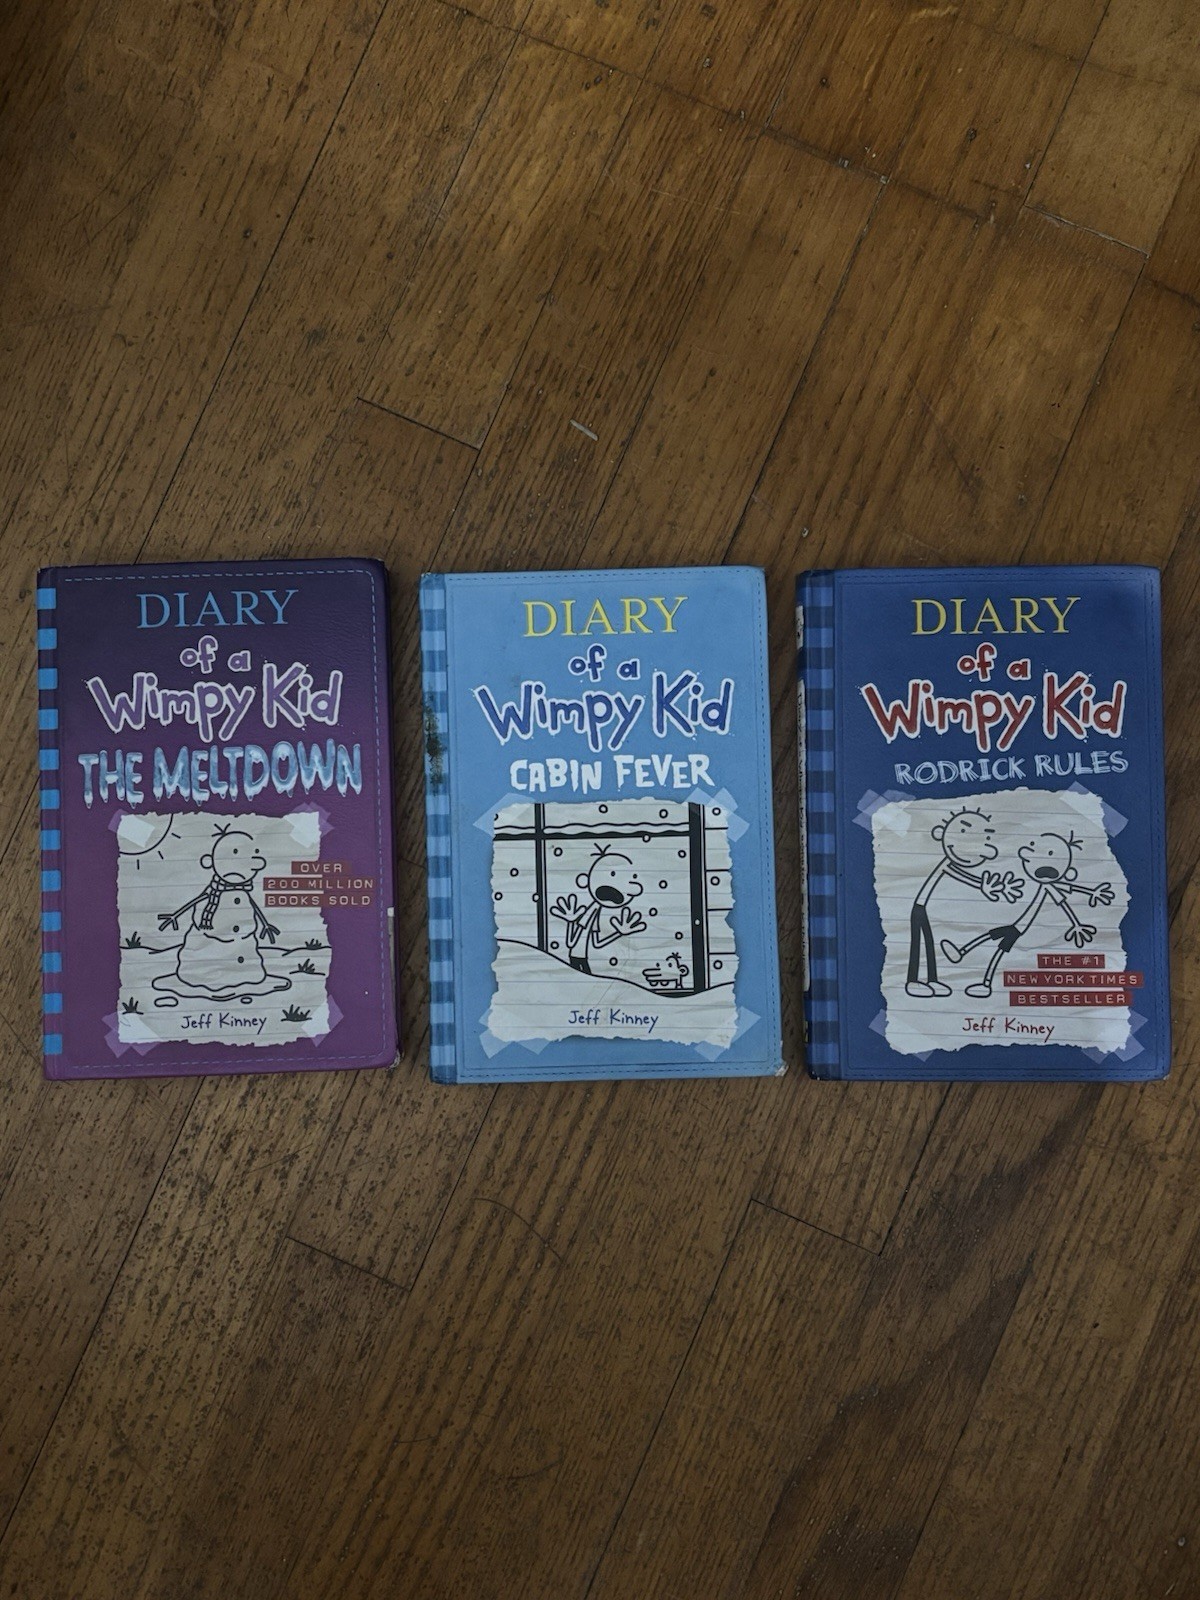 DIARY
of a
Wimpy Kid
THE MELTDOWN
OVER
200 MILLION
BOOKS SOLD
Jeff Kinney
DIARY
of a
Wimpy Kid
CABIN FEVER
Jeff Kinney
DIARY
of a
Wimpy Kid
RODRICK RULES
THE #1
NEW YORK TIMES
BESTSELLER
Jeff Kinney